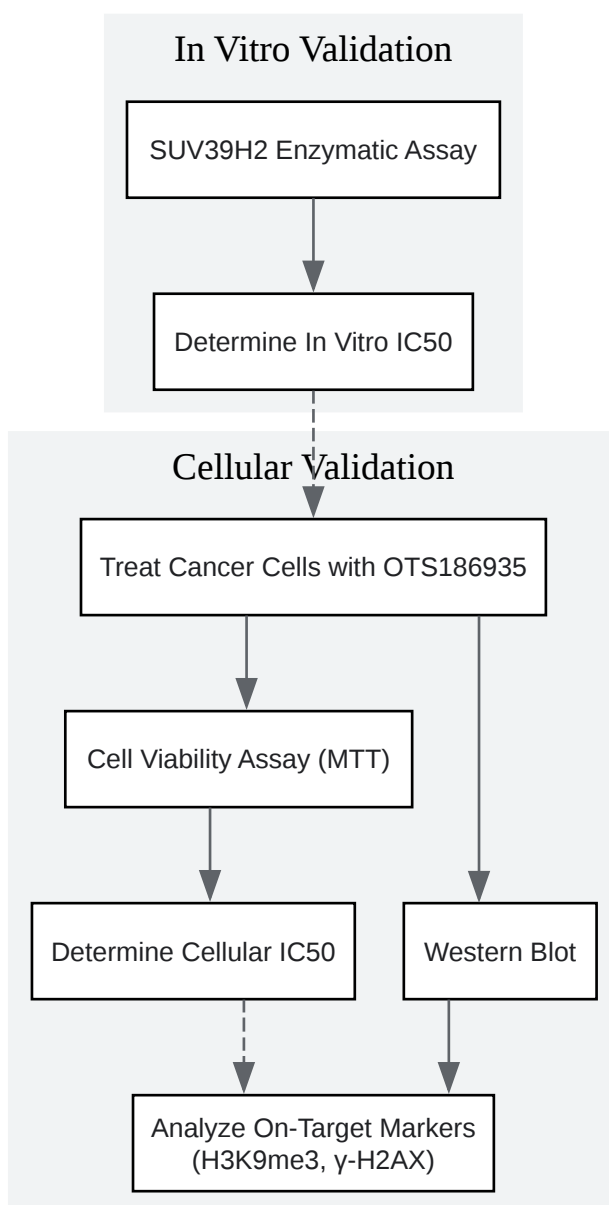 In Vitro Validation
SUV39H2 Enzymatic Assay
Determine In Vitro IC50
Cellular Validation
Treat Cancer Cells with OTS186935
Cell Viability Assay (MTT)
Determine Cellular IC50
Western Blot
Analyze On-Target Markers
(H3K9me3, γ-H2AX)